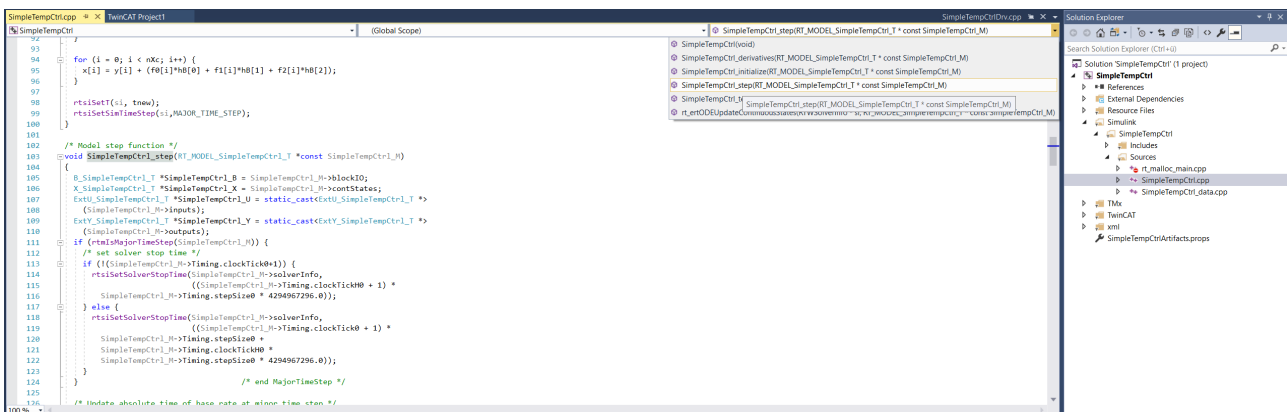 SimpleTempCtrl.cpp TwinCAT Project1 SimpleTempCtrlDrv.cpp
SimpleTempCtrl (Global Scope) SimpleTempCtrl_step(RT_MODEL_SimpleTempCtrl_T * const SimpleTempCtrl_M)
SimpleTempCtrl(void)
SimpleTempCtrl_derivatives(RT_MODEL_SimpleTempCtrl_T * const SimpleTempCtrl_M)
SimpleTempCtrl_initialize(RT_MODEL_SimpleTempCtrl_T * const SimpleTempCtrl_M)
SimpleTempCtrl_step(RT_MODEL_SimpleTempCtrl_T * const SimpleTempCtrl_M)
SimpleTempCtrl_te
SimpleTempCtrl_step(RT_MODEL_SimpleTempCtrl_T * const SimpleTempCtrl_M)
rt_ertODEUpdateContinuousStates(RTWSolverInfo * si, RT_MODEL_SimpleTempCtrl_T * const SimpleTempCtrl_M)
92 }
93
94 for (i = 0; i < nXc; i++) {
95 x[i] = y[i] + (f0[i]*hB[0] + f1[i]*hB[1] + f2[i]*hB[2]);
96 }
97
98 rtsiSetT(si, tnew);
99 rtsiSetSimTimeStep(si,MAJOR_TIME_STEP);
100 }
101
102 /* Model step function */
103 void SimpleTempCtrl_step(RT_MODEL_SimpleTempCtrl_T *const SimpleTempCtrl_M)
104 {
105 B_SimpleTempCtrl_T *SimpleTempCtrl_B = SimpleTempCtrl_M->blockIO;
106 X_SimpleTempCtrl_T *SimpleTempCtrl_X = SimpleTempCtrl_M->contStates;
107 ExtU_SimpleTempCtrl_T *SimpleTempCtrl_U = static_cast<ExtU_SimpleTempCtrl_T *>
108 (SimpleTempCtrl_M->inputs);
109 ExtY_SimpleTempCtrl_T *SimpleTempCtrl_Y = static_cast<ExtY_SimpleTempCtrl_T *>
110 (SimpleTempCtrl_M->outputs);
111 if (rtmIsMajorTimeStep(SimpleTempCtrl_M)) {
112 /* set solver stop time */
113 if (!(SimpleTempCtrl_M->Timing.clockTick0+1)) {
114 rtsiSetSolverStopTime(SimpleTempCtrl_M->solverInfo,
115 ((SimpleTempCtrl_M->Timing.clockTickH0 + 1) *
116 SimpleTempCtrl_M->Timing.stepSize0 * 4294967296.0));
117 } else {
118 rtsiSetSolverStopTime(SimpleTempCtrl_M->solverInfo,
119 ((SimpleTempCtrl_M->Timing.clockTick0 + 1) *
120 SimpleTempCtrl_M->Timing.stepSize0 +
121 SimpleTempCtrl_M->Timing.clockTickH0 *
122 SimpleTempCtrl_M->Timing.stepSize0 * 4294967296.0));
123 }
124 } /* end MajorTimeStep */
125
126 /* Update absolute time of base rate at minor time step */
100 %
Solution Explorer
Search Solution Explorer (Ctrl+ü)
Solution 'SimpleTempCtrl' (1 project)
SimpleTempCtrl
References
External Dependencies
Resource Files
Simulink
SimpleTempCtrl
Includes
Sources
rt_malloc_main.cpp
SimpleTempCtrl.cpp
SimpleTempCtrl_data.cpp
TMx
TwinCAT
xml
SimpleTempCtrlArtifacts.props